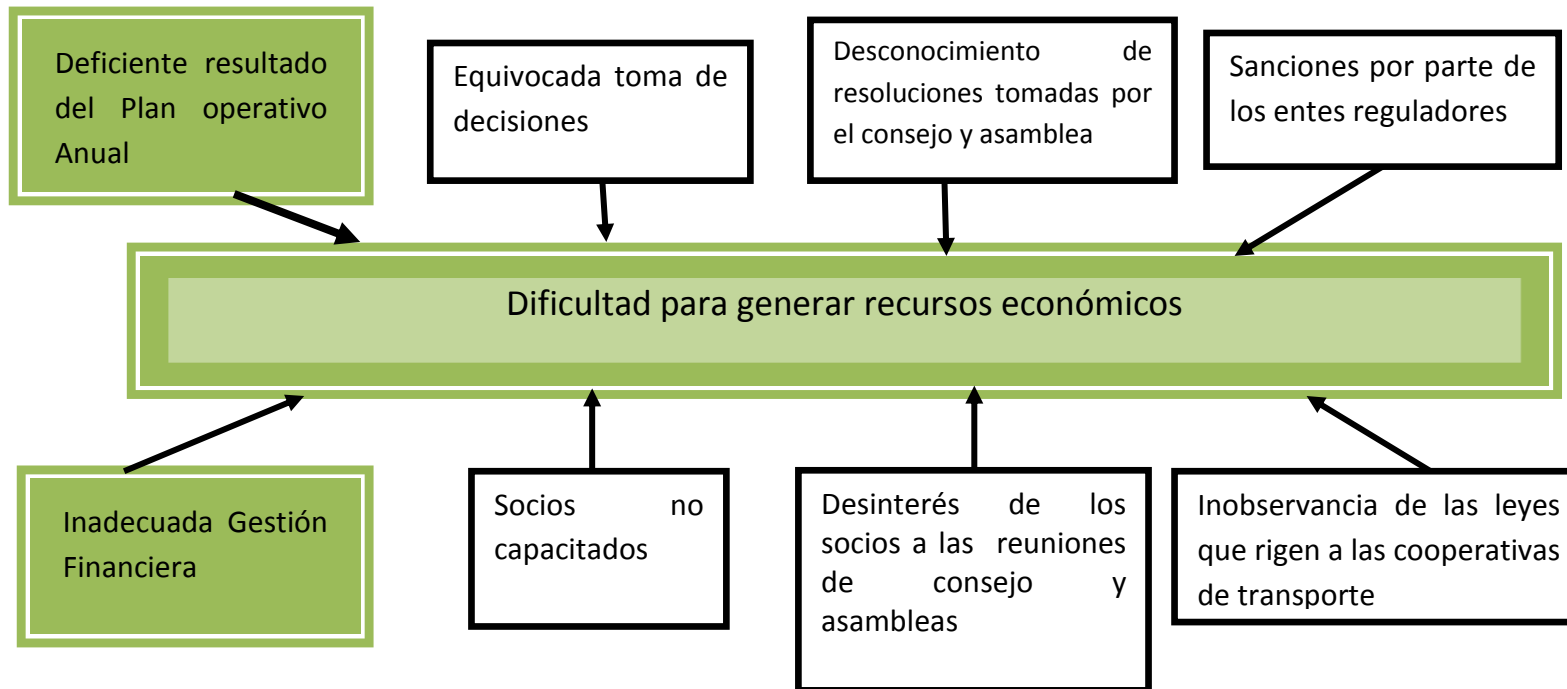 Deficiente resultado
del Plan operativo
Anual
Equivocada toma de
decisiones
Desconocimiento de
resoluciones tomadas por
el consejo y asamblea
Sanciones por parte de
los entes reguladores
Dificultad para generar recursos económicos
Inadecuada Gestión
Financiera
Socios no
capacitados
Desinterés de los
socios a las reuniones
de consejo y
asambleas
Inobservancia de las leyes
que rigen a las cooperativas
de transporte